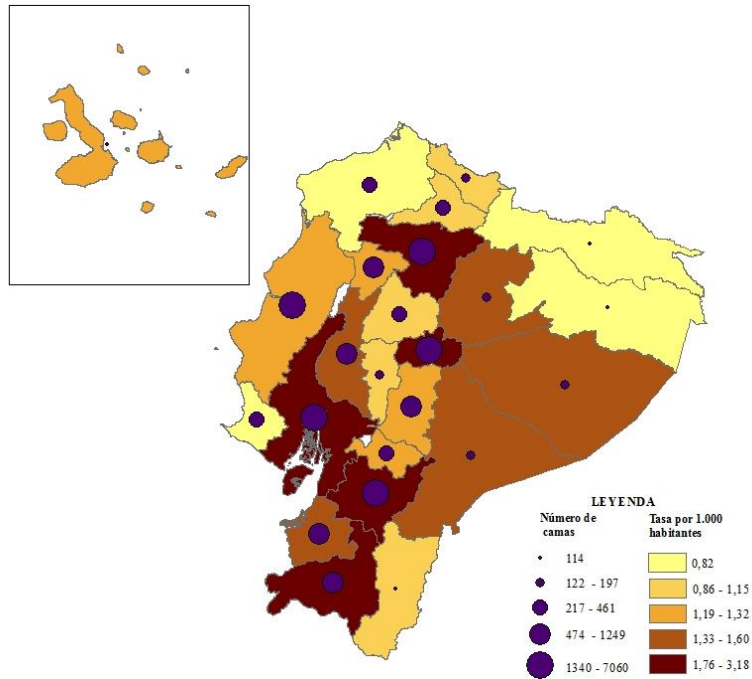 LEYENDA
Número de camas
Tasa por 1.000 habitantes
114
0,82
122 - 197
0,86 - 1,15
217 - 461
1,19 - 1,32
474 - 1249
1,33 - 1,60
1340 - 7060
1,76 - 3,18